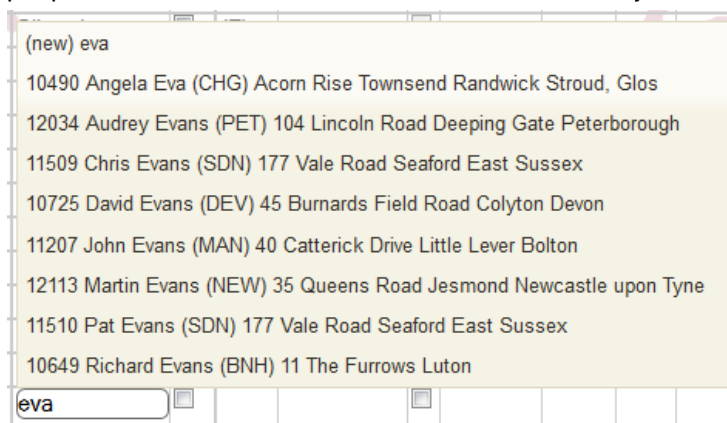 (new) eva
10490 Angela Eva (CHG) Acorn Rise Townsend Randwick Stroud, Glos
12034 Audrey Evans (PET) 104 Lincoln Road Deeping Gate Peterborough
11509 Chris Evans (SDN) 177 Vale Road Seaford East Sussex
10725 David Evans (DEV) 45 Burnards Field Road Colyton Devon
11207 John Evans (MAN) 40 Catterick Drive Little Lever Bolton
12113 Martin Evans (NEW) 35 Queens Road Jesmond Newcastle upon Tyne
11510 Pat Evans (SDN) 177 Vale Road Seaford East Sussex
10649 Richard Evans (BNH) 11 The Furrows Luton
eva